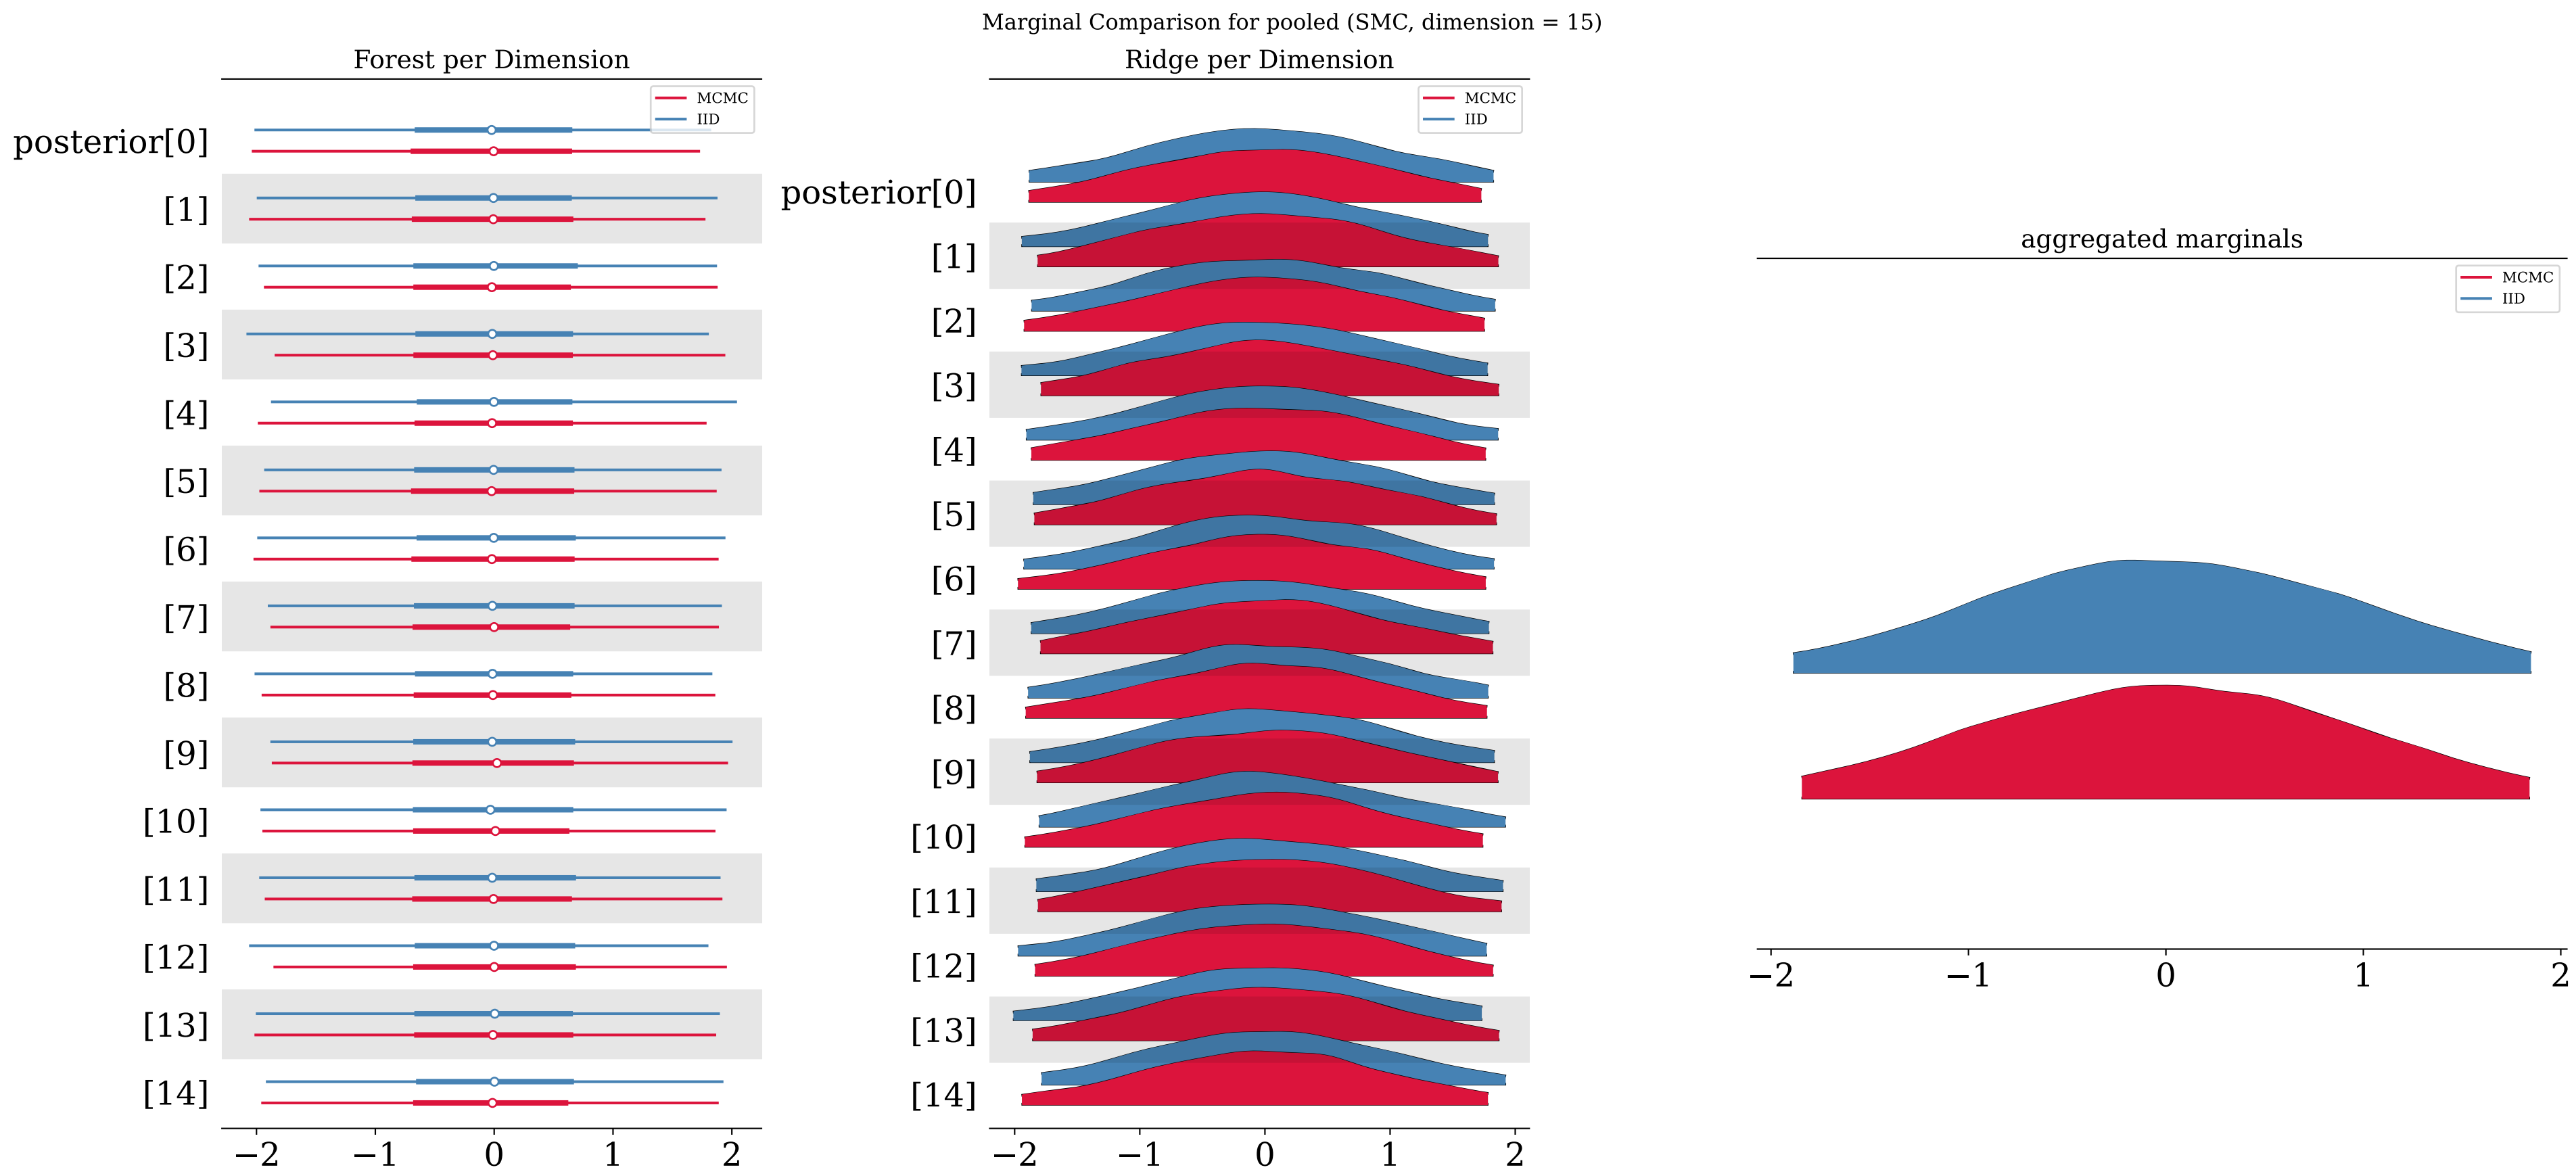 Marginal Comparison for pooled (SMC, dimension = 15)
Forest per Dimension
MCMC
IID
posterior[0]
[1]
[2]
[3]
[4]
[5]
[6]
[7]
[8]
[9]
[10]
[11]
[12]
[13]
[14]
−2 −1 0 1 2
Ridge per Dimension
MCMC
IID
posterior[0]
[1]
[2]
[3]
[4]
[5]
[6]
[7]
[8]
[9]
[10]
[11]
[12]
[13]
[14]
−2 −1 0 1 2
aggregated marginals
MCMC
IID
−2 −1 0 1 2